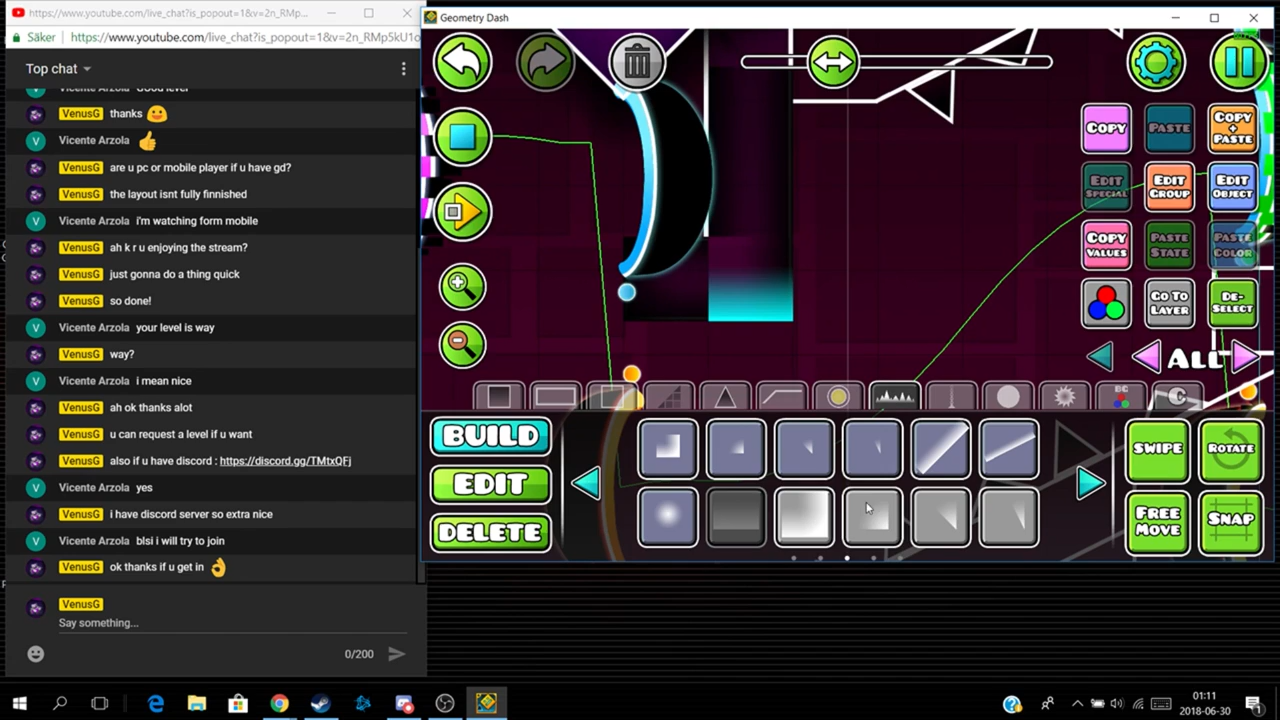 https://www.youtube.com/live_chat?is_popout=1&v=2n_RMp...
Säker
https://www.youtube.com/live_chat?is_popout=1&v=2n_RMp5kU1o
Top chat
Vicente Arzola Good level
VenusG thanks
Vicente Arzola
VenusG are u pc or mobile player if u have gd?
VenusG the layout isnt fully finnished
Vicente Arzola i'm watching form mobile
VenusG ah k r u enjoying the stream?
VenusG just gonna do a thing quick
VenusG so done!
Vicente Arzola your level is way
VenusG way?
Vicente Arzola i mean nice
VenusG ah ok thanks alot
VenusG u can request a level if u want
VenusG also if u have discord : https://discord.gg/TMtxQFj
Vicente Arzola yes
VenusG i have discord server so extra nice
Vicente Arzola blsi i will try to join
VenusG ok thanks if u get in
VenusG
Say something...
0/200
Geometry Dash
COPY
PASTE
COPY + PASTE
EDIT SPECIAL
EDIT GROUP
EDIT OBJECT
COPY VALUES
PASTE STATE
PASTE COLOR
GO TO LAYER
DE-SELECT
ALL
BUILD
EDIT
DELETE
SWIPE
ROTATE
FREE MOVE
SNAP
01:11
2018-06-30